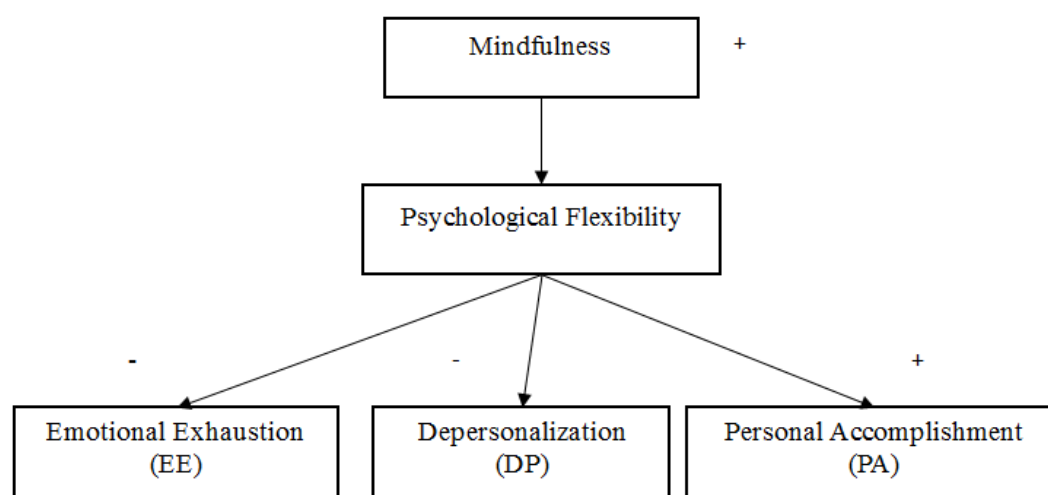 Mindfulness +
Psychological Flexibility
- - +
Emotional Exhaustion
(EE)
Depersonalization
(DP)
Personal Accomplishment
(PA)